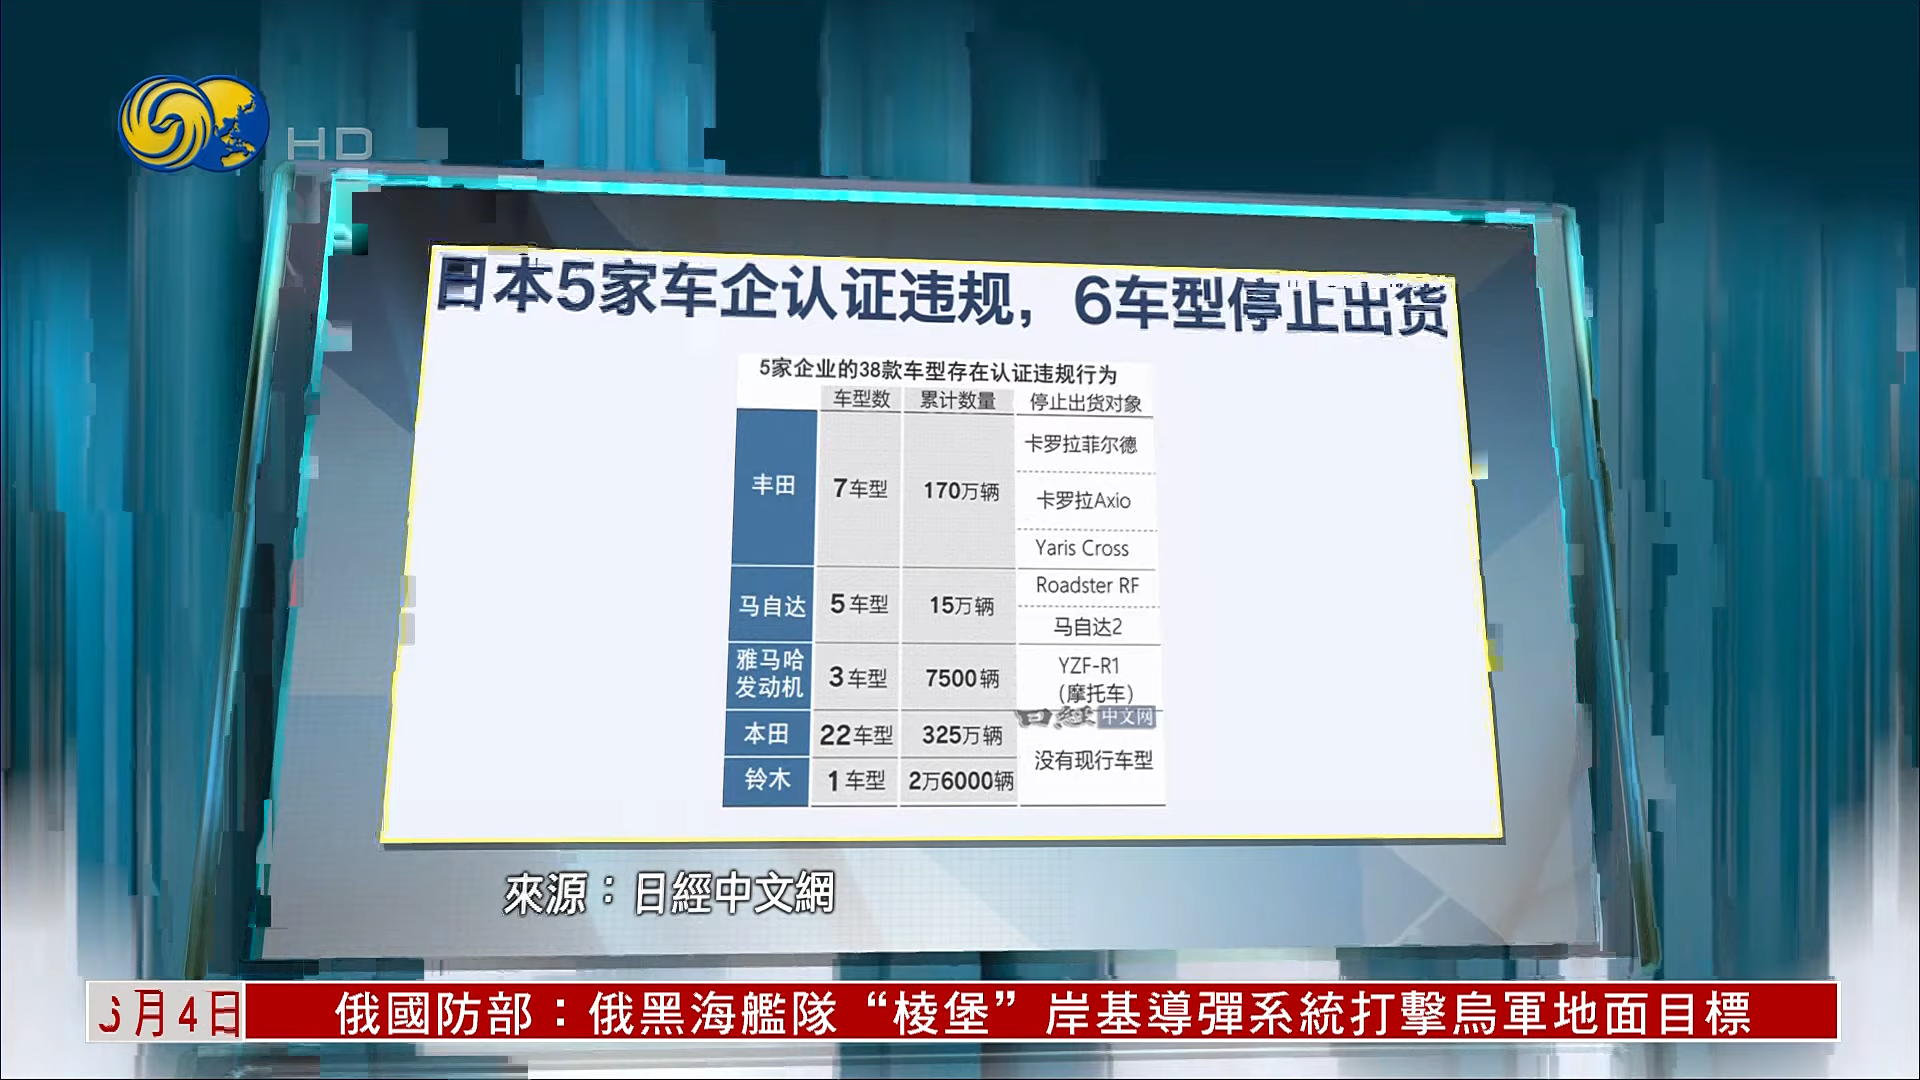 HD
日本5家车企认证违规，6车型停止出货
5家企业的38款车型存在认证违规行为
车型数 累计数量 停止出货对象
丰田 7车型 170万辆 卡罗拉菲尔德
卡罗拉Axio
Yaris Cross
马自达 5车型 15万辆 Roadster RF
马自达2
雅马哈
发动机 3车型 7500辆 YZF-R1
（摩托车）
日经中文网
本田 22车型 325万辆 没有现行车型
铃木 1车型 2万6000辆
來源：日經中文網
6月4日 俄國防部：俄黑海艦隊“棱堡”岸基導彈系統打擊烏軍地面目標